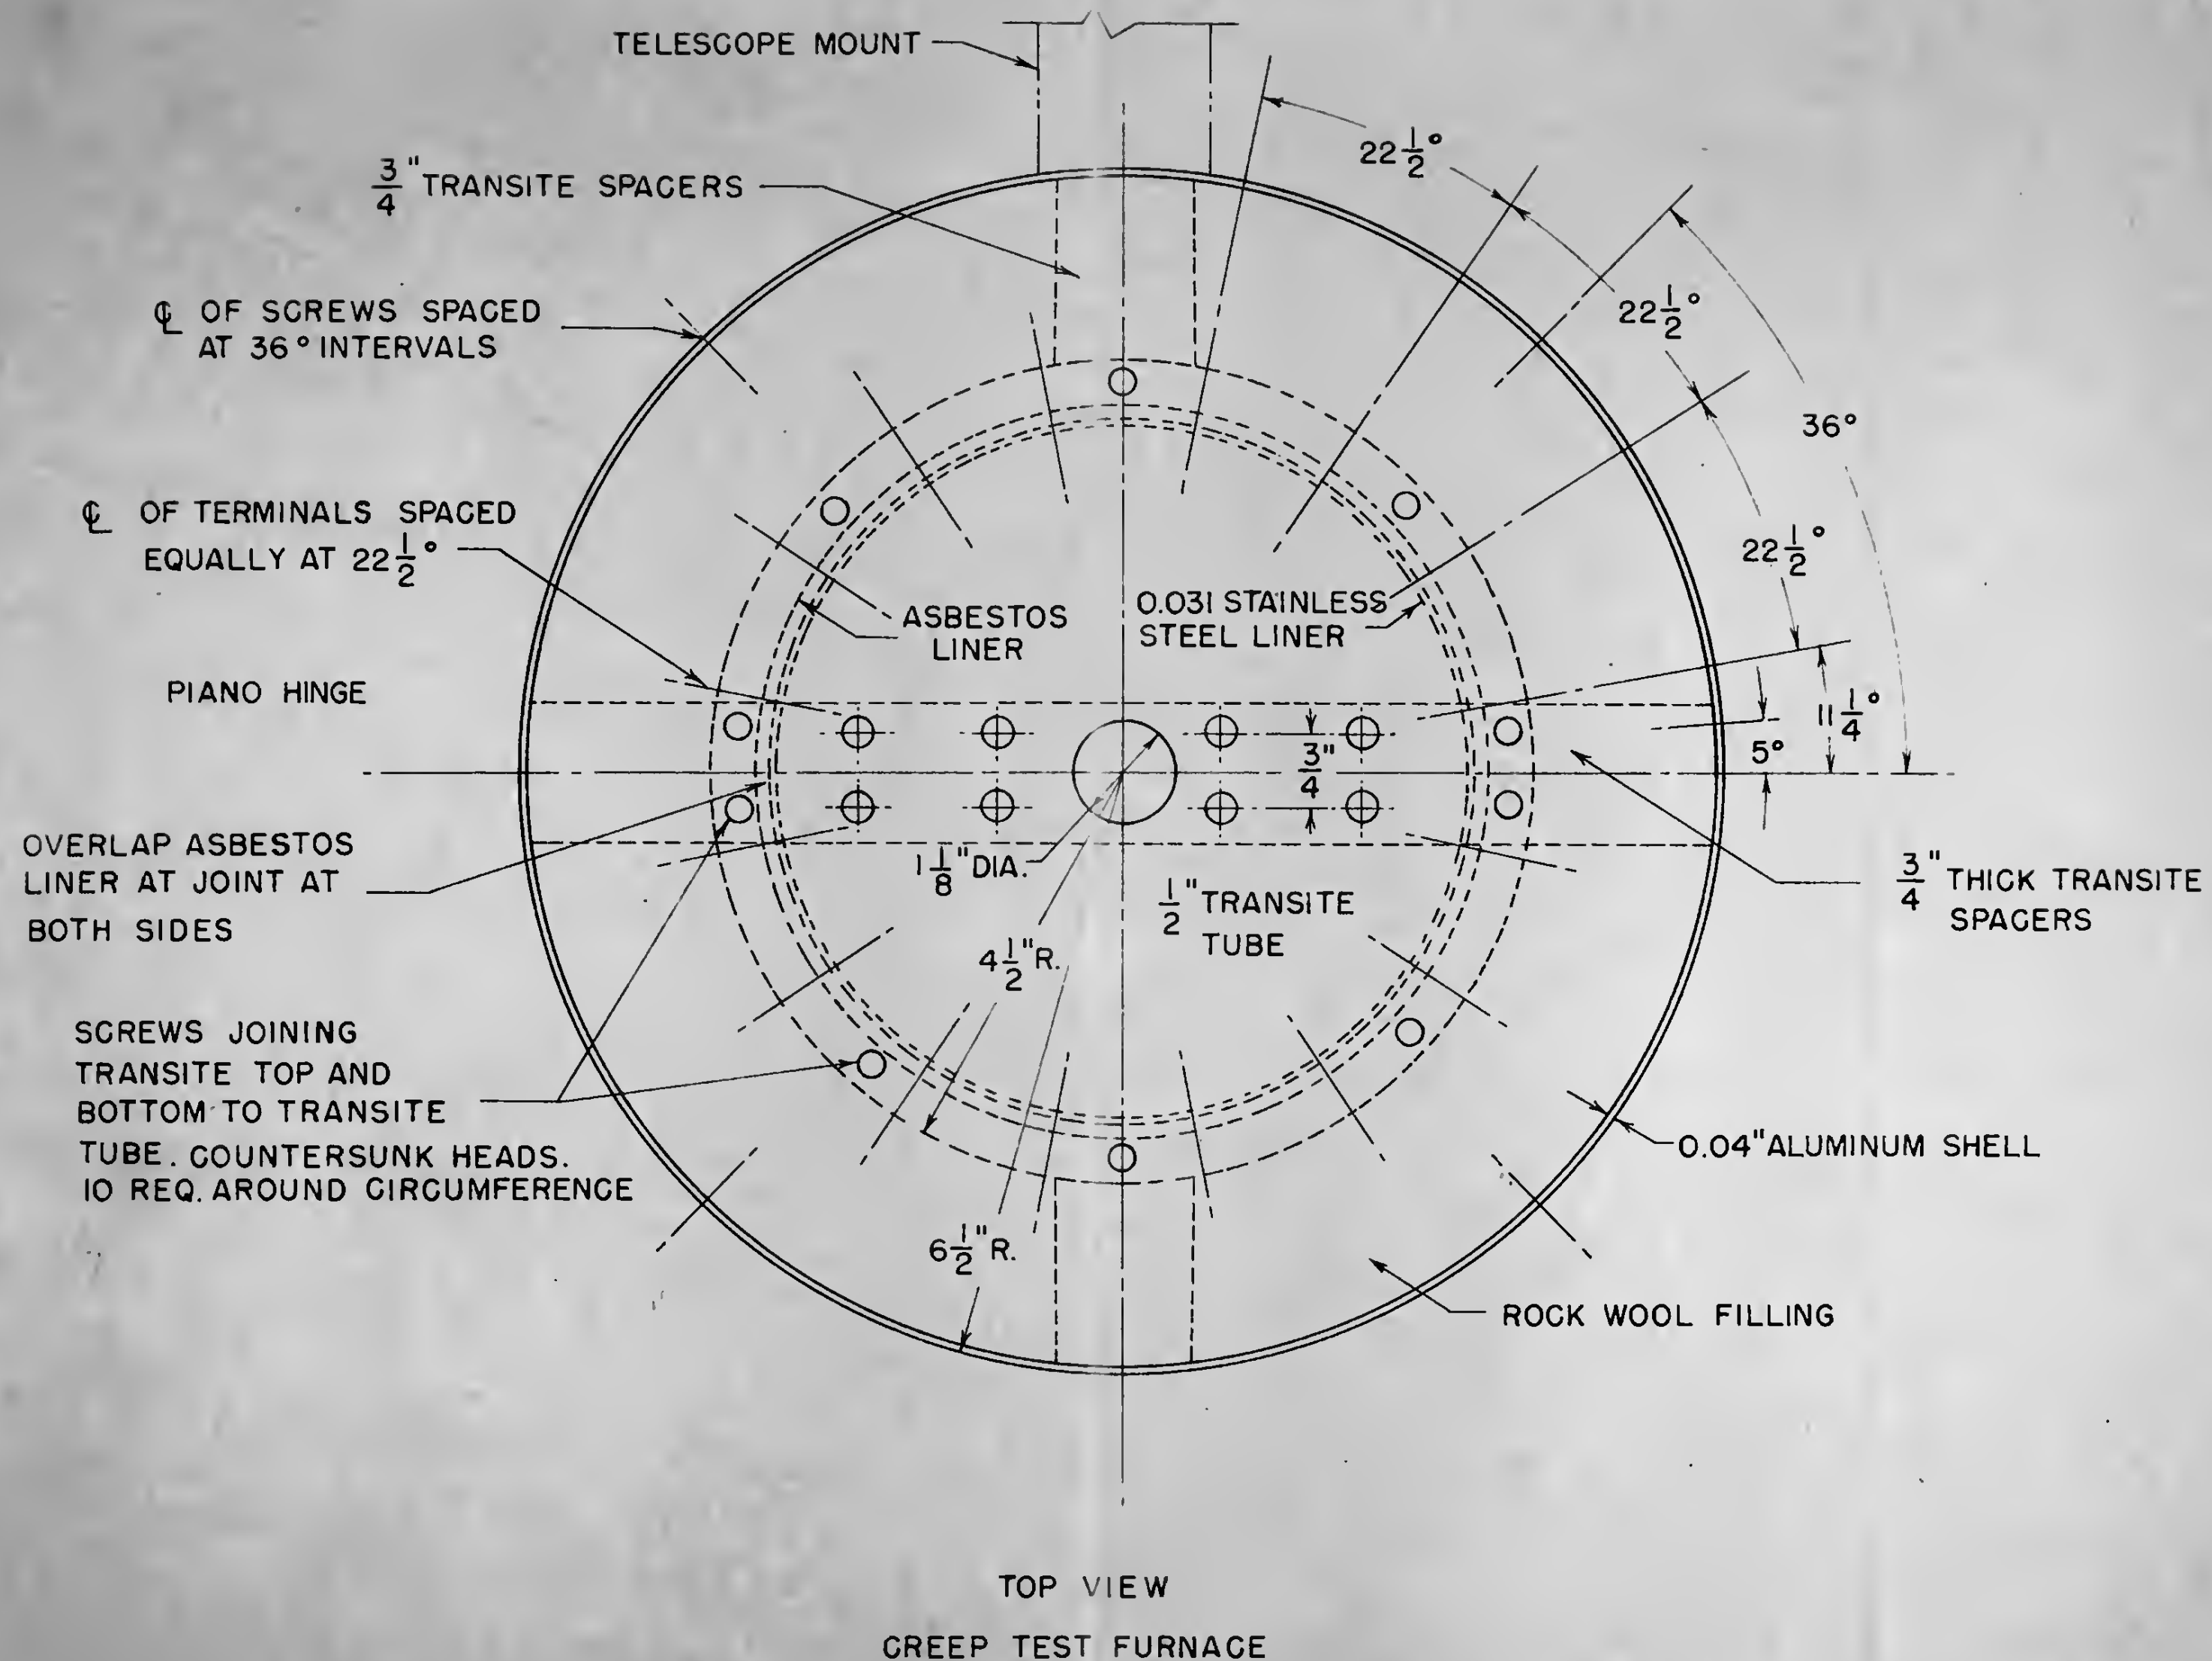 TELESCOPE MOUNT
3/4" TRANSITE SPACERS
22 1/2°
22 1/2°
℄ OF SCREWS SPACED
AT 36° INTERVALS
36°
℄ OF TERMINALS SPACED
EQUALLY AT 22 1/2°
22 1/2°
ASBESTOS
LINER
0.031 STAINLESS
STEEL LINER
PIANO HINGE
11 1/4°
5°
3/4"
OVERLAP ASBESTOS
LINER AT JOINT AT
BOTH SIDES
1 1/8" DIA.
1/2" TRANSITE
TUBE
3/4" THICK TRANSITE
SPACERS
4 1/2" R.
SCREWS JOINING
TRANSITE TOP AND
BOTTOM TO TRANSITE
TUBE. COUNTERSUNK HEADS.
10 REQ. AROUND CIRCUMFERENCE
0.04" ALUMINUM SHELL
6 1/2" R.
ROCK WOOL FILLING
TOP VIEW
CREEP TEST FURNACE